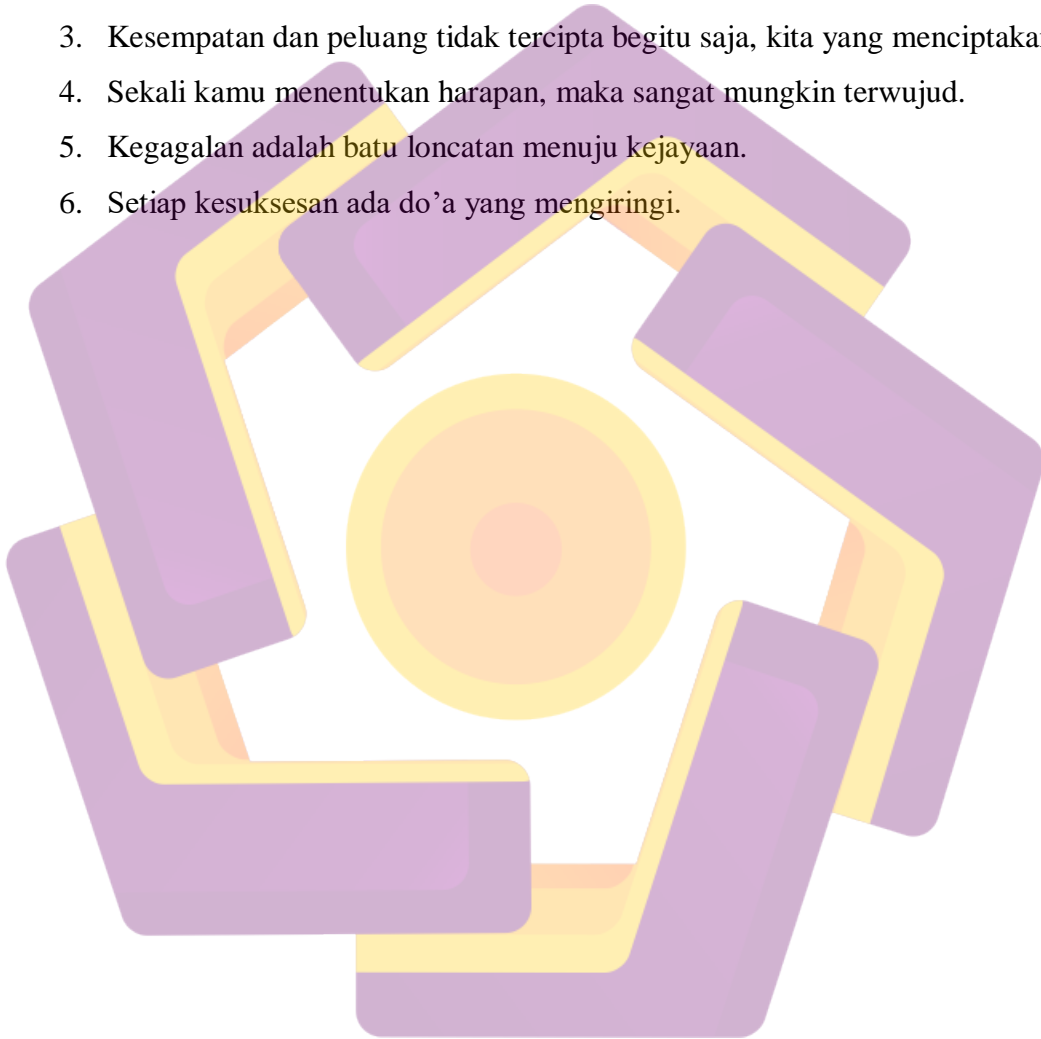 3. Kesempatan dan peluang tidak tercipta begitu saja, kita yang
4. Sekali kamu menentukan harapan, maka sangat mungkin terwujud.
5. Kegagalan adalah batu loncatan menuju kejayaan.
6. Setiap kesuksesan ada do’a yang mengiringi.